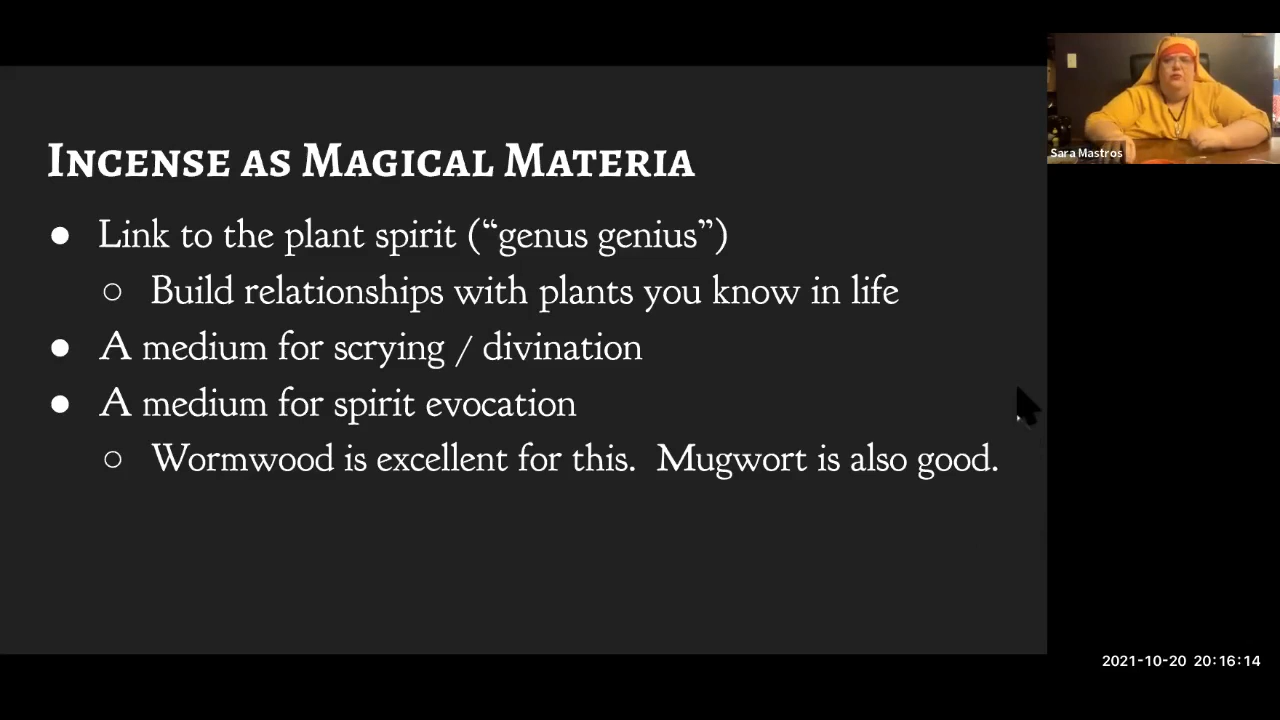 Incense as Magical Materia
● Link to the plant spirit (“genus genius”)
○ Build relationships with plants you know in life
● A medium for scrying / divination
● A medium for spirit evocation
○ Wormwood is excellent for this.  Mugwort is also good.
Sara Mastros
2021-10-20 20:16:14